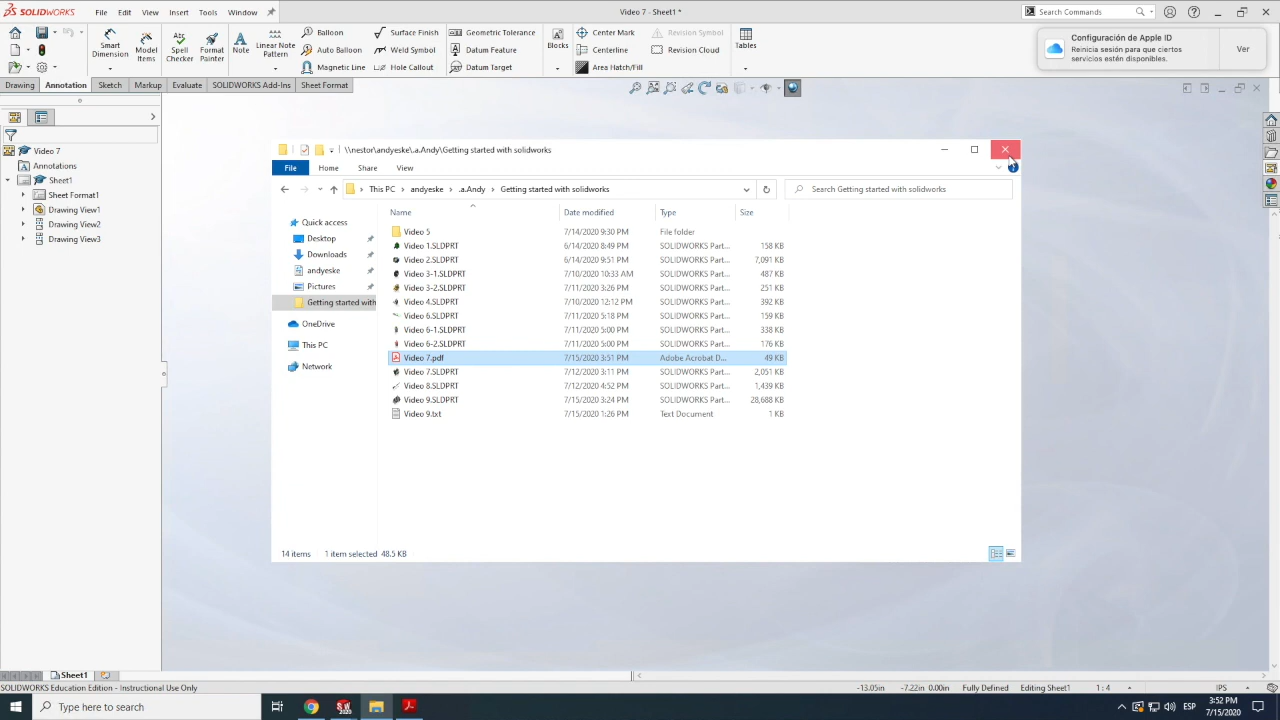 SOLIDWORKS File Edit View Insert Tools Window Video 7 - Sheet1 * Search Commands
Smart Dimension Model Items Spell Checker Format Painter Note Linear Note Pattern Balloon Auto Balloon Magnetic Line Surface Finish Weld Symbol Hole Callout Geometric Tolerance Datum Feature Datum Target Blocks Center Mark Centerline Area Hatch/Fill Revision Symbol Revision Cloud Tables
Configuración de Apple ID
Reinicia sesión para que ciertos
servicios estén disponibles.
Ver
Drawing Annotation Sketch Markup Evaluate SOLIDWORKS Add-Ins Sheet Format
Video 7
Annotations
Sheet1
Sheet Format1
Drawing View1
Drawing View2
Drawing View3
\\nestor\andyeske\.a.Andy\Getting started with solidworks
File Home Share View
This PC > andyeske > .a.Andy > Getting started with solidworks
Search Getting started with solidworks
Quick access
Desktop
Downloads
andyeske
Pictures
Getting started with
OneDrive
This PC
Network
Name Date modified Type Size
Video 5 7/14/2020 9:30 PM File folder
Video 1.SLDPRT 6/14/2020 8:49 PM SOLIDWORKS Part... 158 KB
Video 2.SLDPRT 6/14/2020 9:51 PM SOLIDWORKS Part... 7,091 KB
Video 3-1.SLDPRT 7/10/2020 10:33 AM SOLIDWORKS Part... 487 KB
Video 3-2.SLDPRT 7/11/2020 3:26 PM SOLIDWORKS Part... 251 KB
Video 4.SLDPRT 7/10/2020 12:12 PM SOLIDWORKS Part... 392 KB
Video 6.SLDPRT 7/11/2020 5:18 PM SOLIDWORKS Part... 159 KB
Video 6-1.SLDPRT 7/11/2020 5:00 PM SOLIDWORKS Part... 338 KB
Video 6-2.SLDPRT 7/11/2020 5:00 PM SOLIDWORKS Part... 176 KB
Video 7.pdf 7/15/2020 3:51 PM Adobe Acrobat D... 49 KB
Video 7.SLDPRT 7/12/2020 3:11 PM SOLIDWORKS Part... 2,051 KB
Video 8.SLDPRT 7/12/2020 4:52 PM SOLIDWORKS Part... 1,439 KB
Video 9.SLDPRT 7/15/2020 3:24 PM SOLIDWORKS Part... 28,688 KB
Video 9.txt 7/15/2020 1:26 PM Text Document 1 KB
14 items 1 item selected 48.5 KB
Sheet1
SOLIDWORKS Education Edition - Instructional Use Only -13.05in -7.22in 0.00in Fully Defined Editing Sheet1 1 : 4 IPS
Type here to search
ESP
3:52 PM
7/15/2020